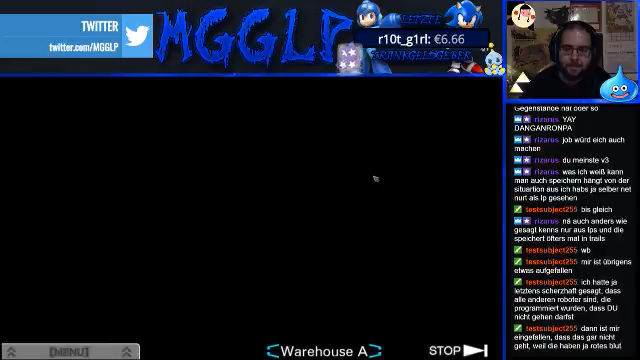 TWITTER
twitter.com/MGGLP
MGGLP
LETZTE
r10t_g1rl: €6.66
TRINKGELDGEBER
Gegenstände hat oder so
rizarus YAY
DANGANRONPA
rizarus job würd eich auch
machen
rizarus du meinste v3
rizarus was ich weiß kann
man auch speichern hängt von der
situartion aus ich habs ja selber net
nurt als lp gesehen
testsubject255 bis gleich
rizarus nä auch anders wie
gesagt kenns nur aus lps und die
speichert öfters mal in trails
testsubject255 wb
testsubject255 mir ist übrigens
etwas aufgefallen
testsubject255 ich hatte ja
letztens scherzhaft gesagt, dass
alle anderen roboter sind, die
programmiert wurden, dass DU
nicht gehen darfst
testsubject255 dann ist mir
eingefallen, dass das gar nicht
geht, weil die haben ja rotes blut
[MENU]
Warehouse A
STOP